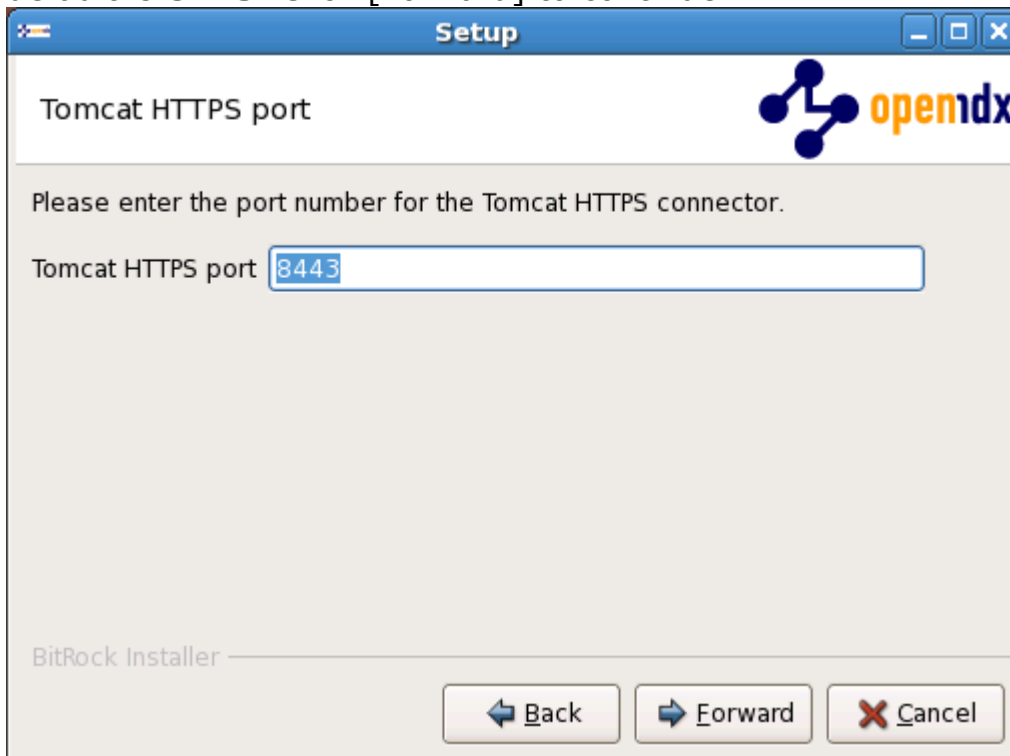 Setup
Tomcat HTTPS port
openmdx
Please enter the port number for the Tomcat HTTPS connector.
Tomcat HTTPS port 8443
BitRock Installer
Back Forward Cancel